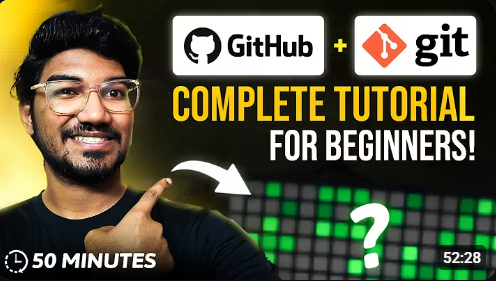 GitHub + git
COMPLETE TUTORIAL
FOR BEGINNERS!
?
50 MINUTES
52:28